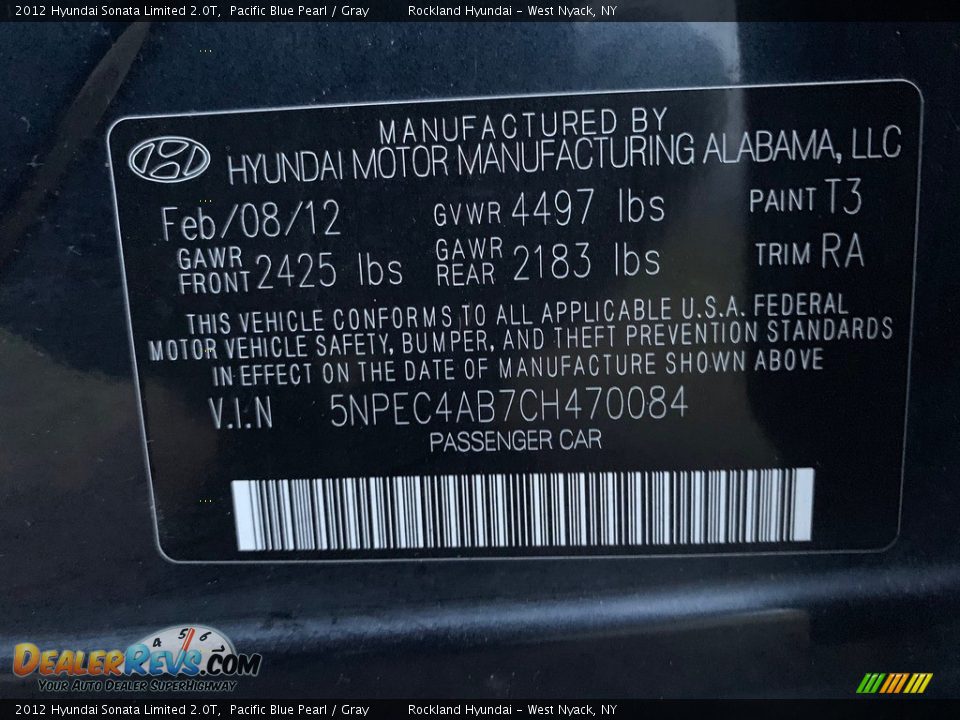 2012 Hyundai Sonata Limited 2.0T,  Pacific Blue Pearl / Gray        Rockland Hyundai - West Nyack, NY
MANUFACTURED BY
HYUNDAI MOTOR MANUFACTURING ALABAMA, LLC
Feb/08/12  GVWR 4497 lbs  PAINT T3
GAWR FRONT 2425 lbs  GAWR REAR 2183 lbs  TRIM RA
THIS VEHICLE CONFORMS TO ALL APPLICABLE U.S.A. FEDERAL
MOTOR VEHICLE SAFETY, BUMPER, AND THEFT PREVENTION STANDARDS
IN EFFECT ON THE DATE OF MANUFACTURE SHOWN ABOVE
V.I.N  5NPEC4AB7CH470084
PASSENGER CAR
4 5 6 7
DEALERREVS.COM
YOUR AUTO DEALER SUPERHIGHWAY
2012 Hyundai Sonata Limited 2.0T,  Pacific Blue Pearl / Gray        Rockland Hyundai - West Nyack, NY